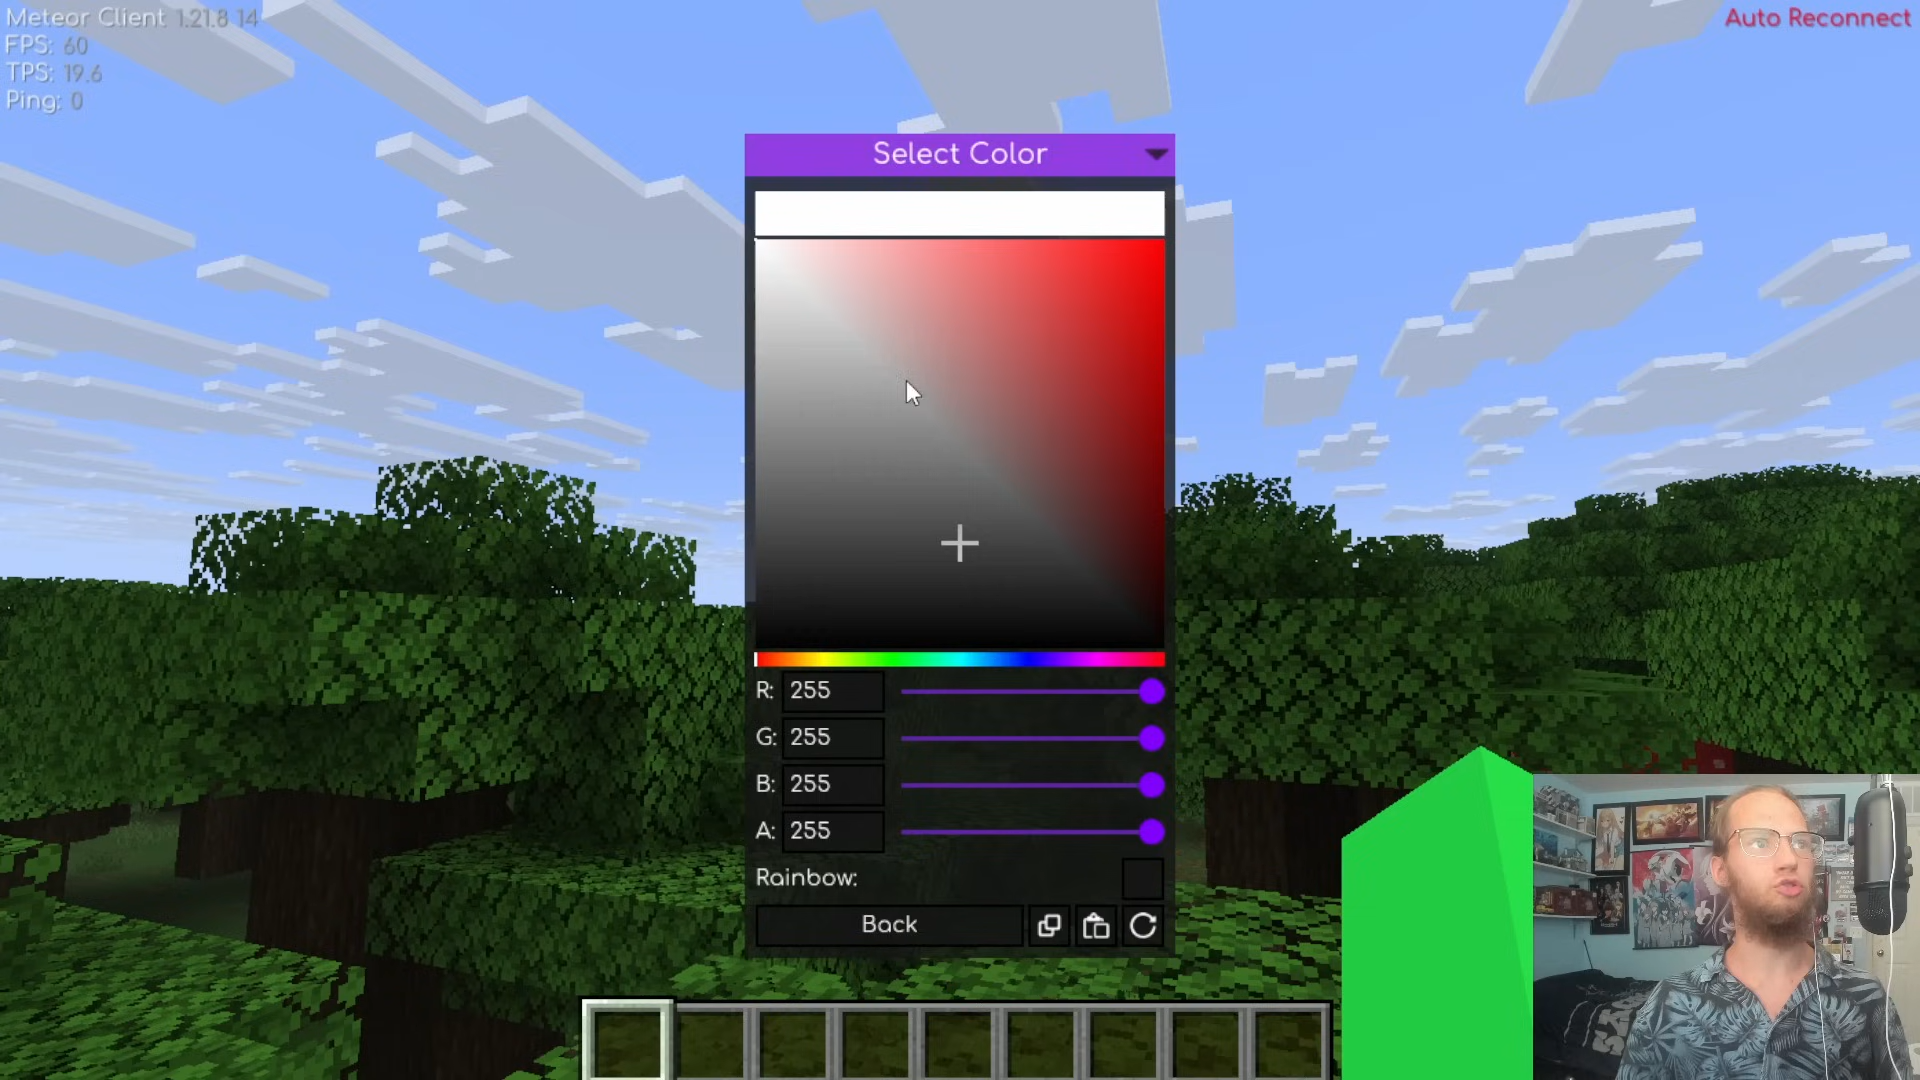 Meteor Client 1.21.8 14
FPS: 60
TPS: 19.6
Ping: 0
Auto Reconnect
Select Color
R: 255
G: 255
B: 255
A: 255
Rainbow:
Back